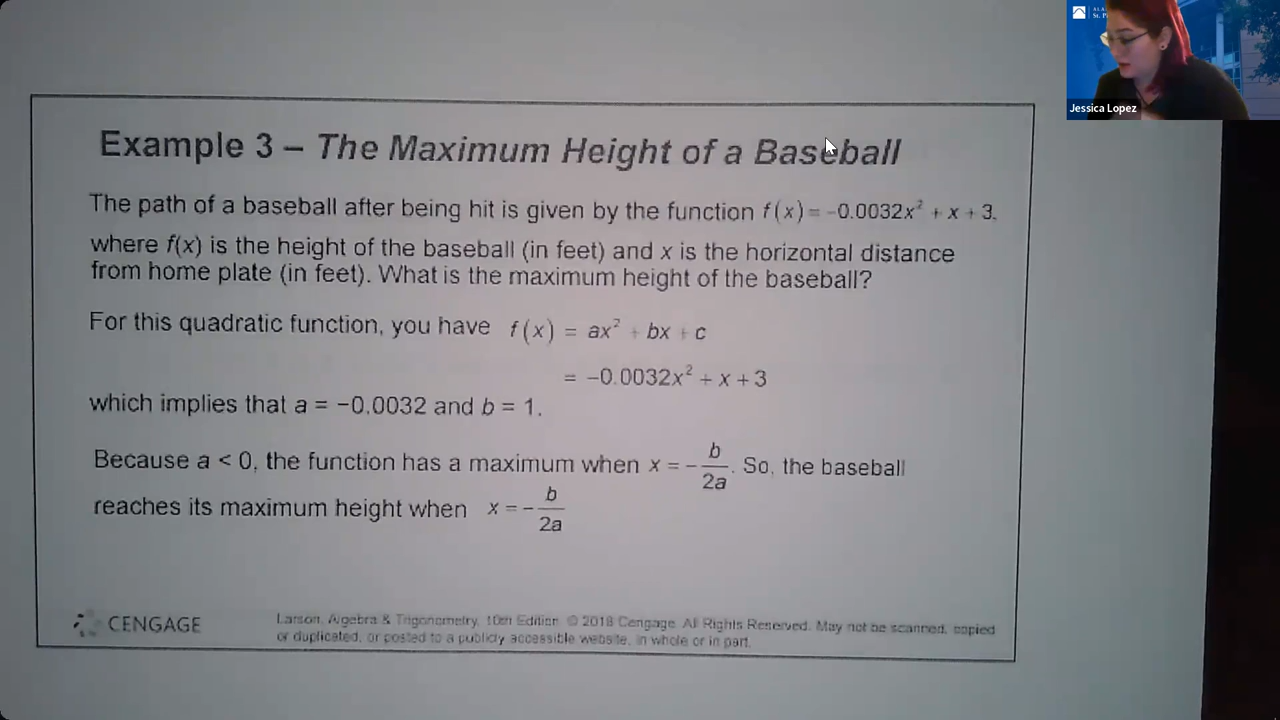 Jessica Lopez
Example 3 – The Maximum Height of a Baseball
The path of a baseball after being hit is given by the function f(x) = −0.0032x² + x + 3,
where f(x) is the height of the baseball (in feet) and x is the horizontal distance
from home plate (in feet). What is the maximum height of the baseball?
For this quadratic function, you have f(x) = ax² + bx + c
= −0.0032x² + x + 3
which implies that a = −0.0032 and b = 1.
Because a < 0, the function has a maximum when x = −b/2a. So, the baseball
reaches its maximum height when x = −b/2a
CENGAGE
Larson, Algebra & Trigonometry, 10th Edition. © 2018 Cengage. All Rights Reserved. May not be scanned, copied
or duplicated, or posted to a publicly accessible website, in whole or in part.